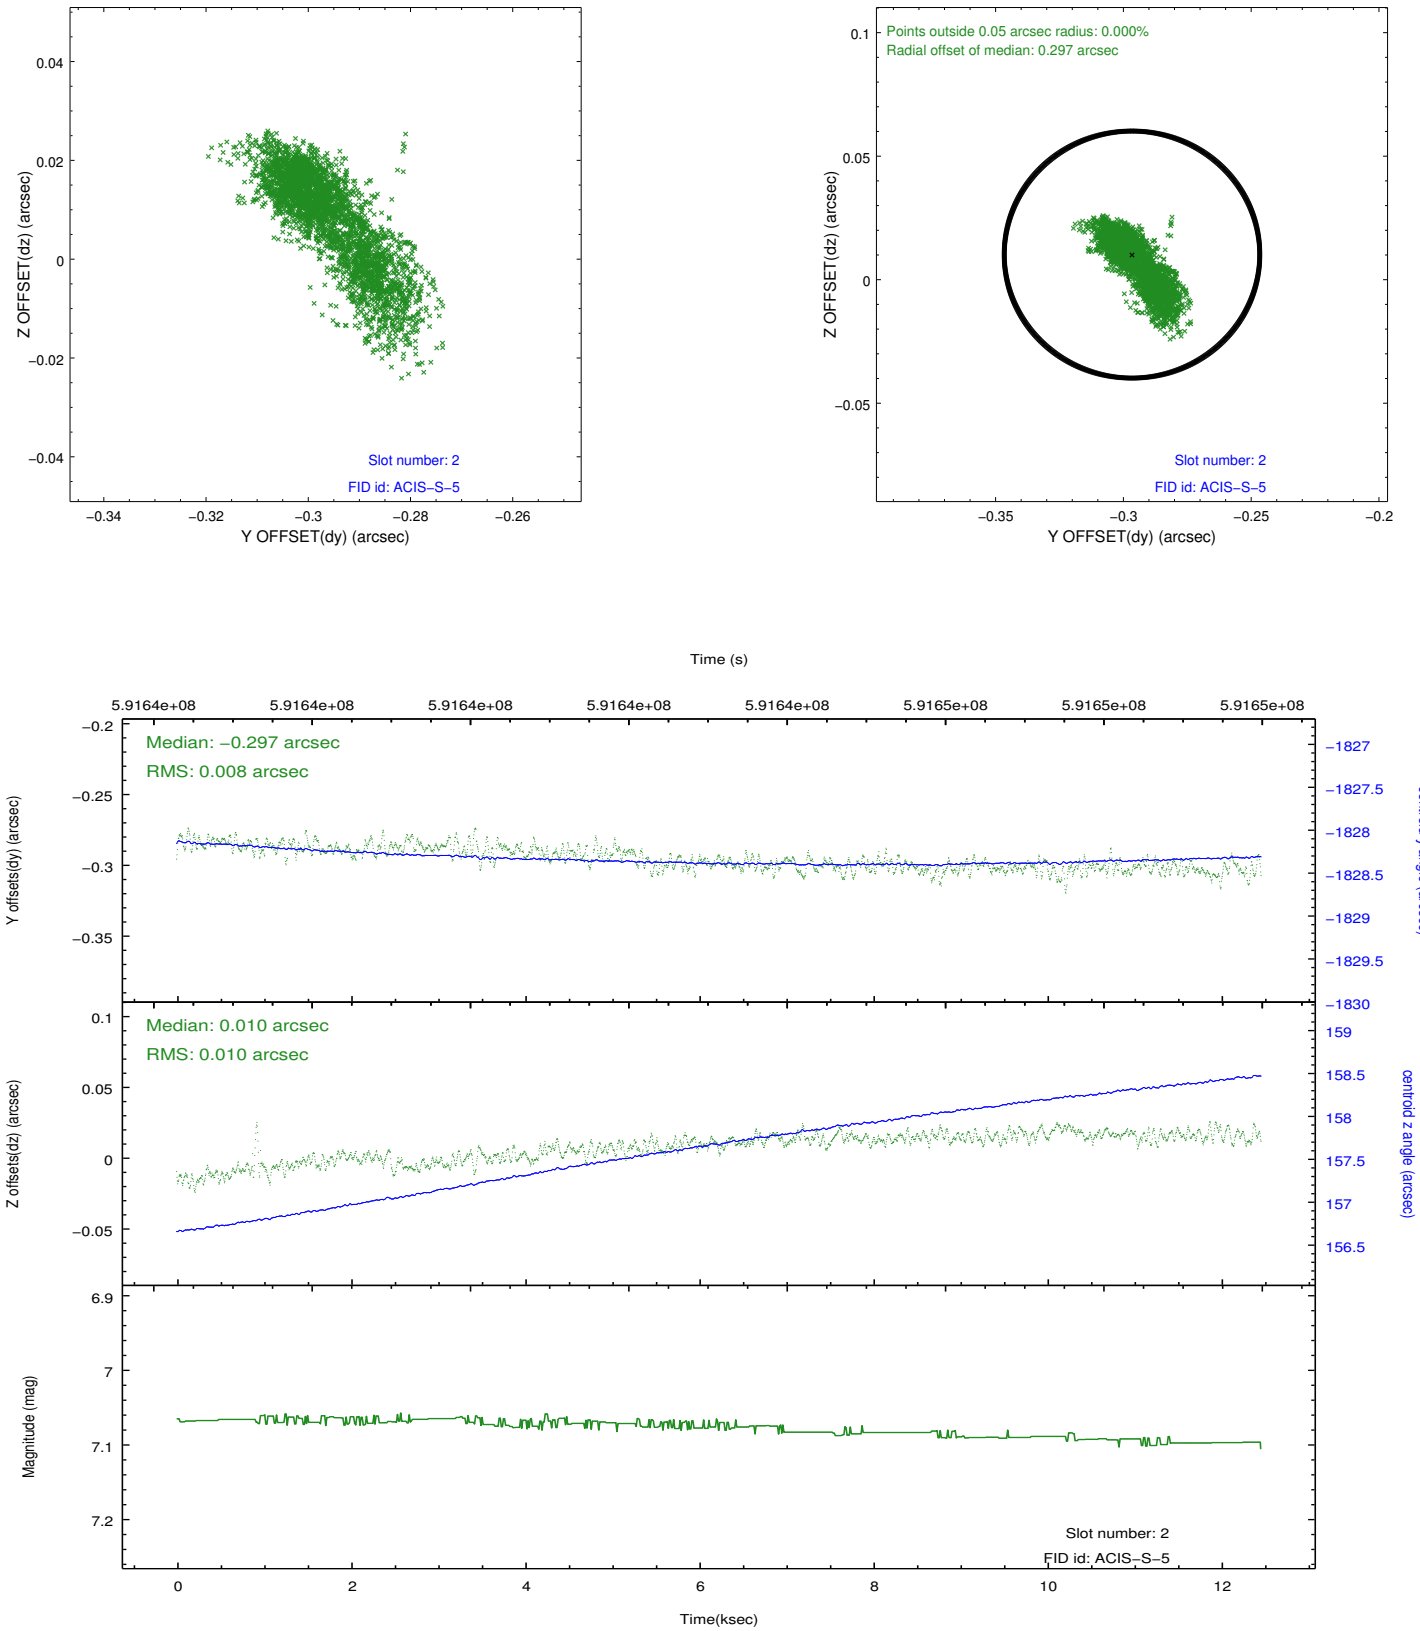 0.04
0.02
0
−0.02
−0.04
Z OFFSET(dz) (arcsec)
Slot number: 2
FID id: ACIS−S−5
−0.34
−0.32
−0.3
−0.28
−0.26
Y OFFSET(dy) (arcsec)
0.1
0.05
0
−0.05
Z OFFSET(dz) (arcsec)
Points outside 0.05 arcsec radius: 0.000%
Radial offset of median: 0.297 arcsec
Slot number: 2
FID id: ACIS−S−5
−0.35
−0.3
−0.25
−0.2
Y OFFSET(dy) (arcsec)
Time (s)
5.9164e+08
5.9164e+08
5.9164e+08
5.9164e+08
5.9164e+08
5.9165e+08
5.9165e+08
5.9165e+08
−0.2
−0.25
−0.3
−0.35
Y offsets(dy) (arcsec)
Median: −0.297 arcsec
RMS: 0.008 arcsec
−1827
−1827.5
−1828
−1828.5
−1829
−1829.5
−1830
0.1
0.05
0
−0.05
Z offsets(dz) (arcsec)
Median: 0.010 arcsec
RMS: 0.010 arcsec
159
158.5
158
157.5
157
156.5
centroid z angle (arcsec)
6.9
7
7.1
7.2
Magnitude (mag)
Slot number: 2
FID id: ACIS−S−5
0
2
4
6
8
10
12
Time(ksec)